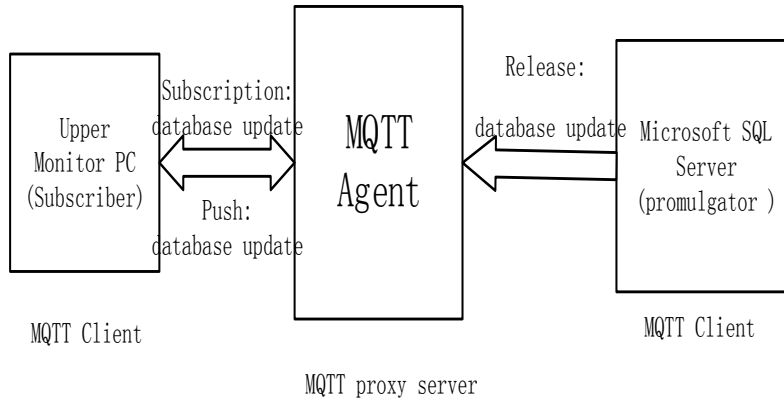 Upper
Monitor PC
(Subscriber)
MQTT Client
Subscription:
database update
Push:
database update
MQTT
Agent
MQTT proxy server
Release:
database update
Microsoft SQL
Server
(promulgator )
MQTT Client